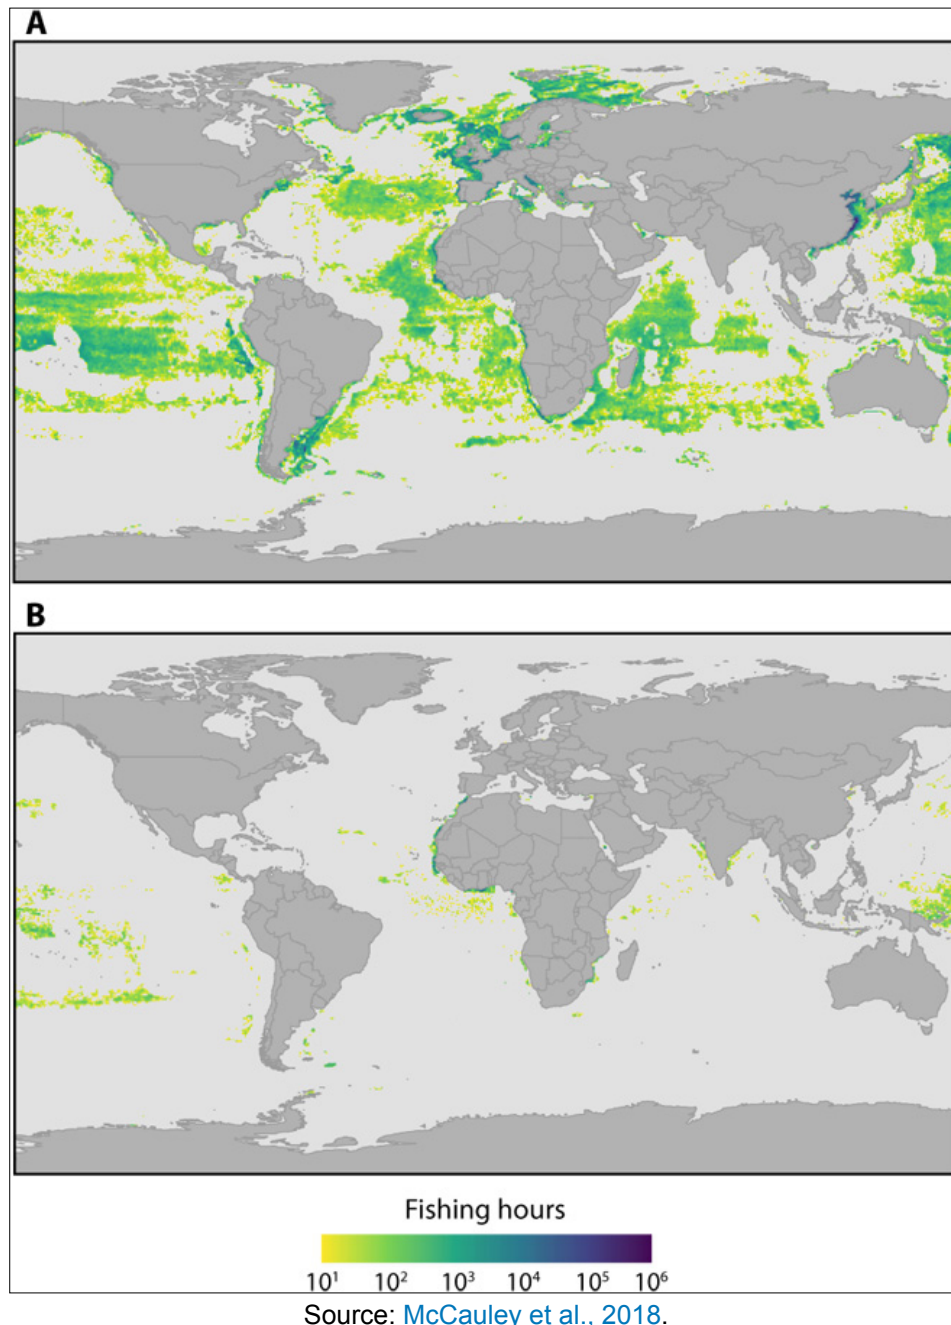 A
B
Fishing hours
10¹ 10² 10³ 10⁴ 10⁵ 10⁶
Source: McCauley et al., 2018.